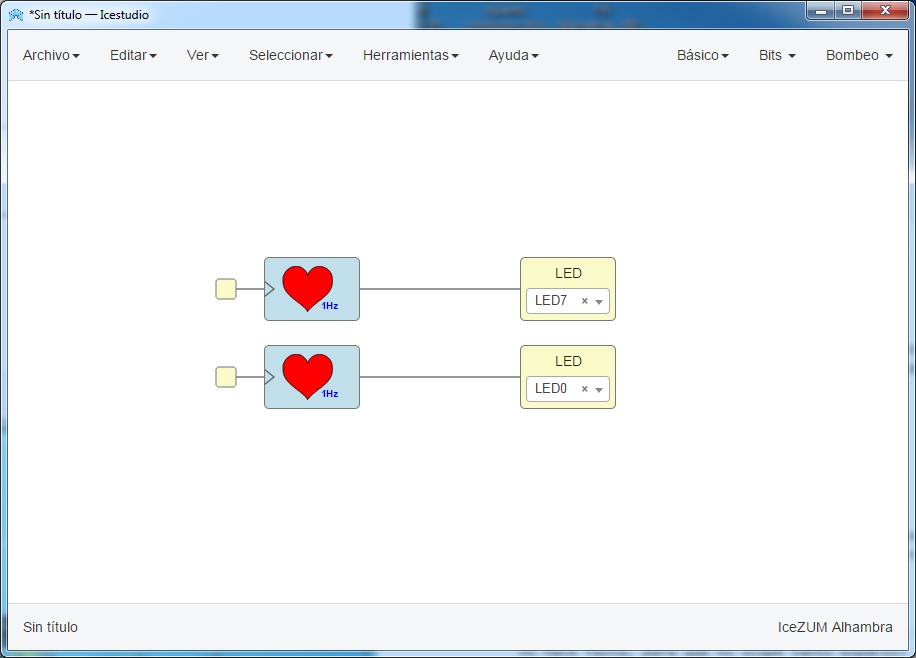 *Sin título — Icestudio
Archivo Editar Ver Seleccionar Herramientas Ayuda Básico Bits Bombeo
LED
LED7 ×
1Hz
LED
LED0 ×
1Hz
Sin título IceZUM Alhambra